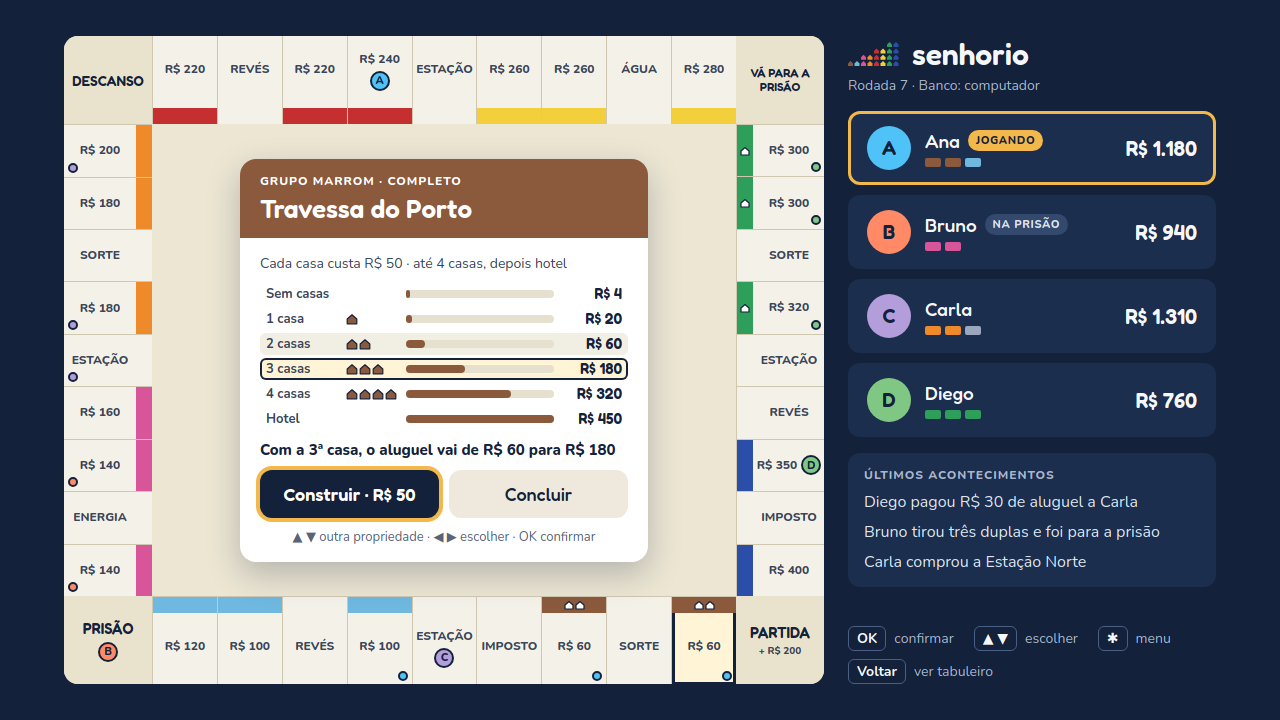 DESCANSO
R$ 220
REVÉS
R$ 220
R$ 240
A
ESTAÇÃO
R$ 260
R$ 260
ÁGUA
R$ 280
VÁ PARA A
PRISÃO
R$ 200
R$ 180
SORTE
R$ 180
ESTAÇÃO
R$ 160
R$ 140
ENERGIA
R$ 140
R$ 300
R$ 300
SORTE
R$ 320
ESTAÇÃO
REVÉS
R$ 350 D
IMPOSTO
R$ 400
PRISÃO
B
R$ 120
R$ 100
REVÉS
R$ 100
ESTAÇÃO
C
IMPOSTO
R$ 60
SORTE
R$ 60
PARTIDA
+ R$ 200
GRUPO MARROM · COMPLETO
Travessa do Porto
Cada casa custa R$ 50 · até 4 casas, depois hotel
Sem casas R$ 4
1 casa R$ 20
2 casas R$ 60
3 casas R$ 180
4 casas R$ 320
Hotel R$ 450
Com a 3ª casa, o aluguel vai de R$ 60 para R$ 180
Construir · R$ 50
Concluir
▲▼ outra propriedade · ◀▶ escolher · OK confirmar
senhorio
Rodada 7 · Banco: computador
A Ana JOGANDO R$ 1.180
B Bruno NA PRISÃO R$ 940
C Carla R$ 1.310
D Diego R$ 760
ÚLTIMOS ACONTECIMENTOS
Diego pagou R$ 30 de aluguel a Carla
Bruno tirou três duplas e foi para a prisão
Carla comprou a Estação Norte
OK confirmar ▲▼ escolher ✱ menu
Voltar ver tabuleiro